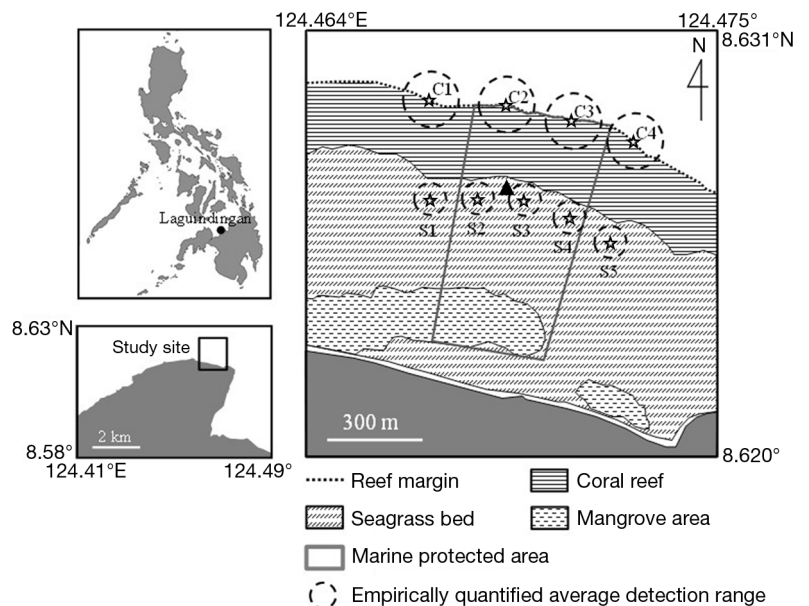 124.464°E
124.475°
8.631°N
N
C1
C2
C3
C4
Laguindingan
S1
S2
S3
S4
S5
8.63°N
Study site
2 km
300 m
8.58°
8.620°
124.41°E
124.49°
Reef margin
Coral reef
Seagrass bed
Mangrove area
Marine protected area
Empirically quantified average detection range